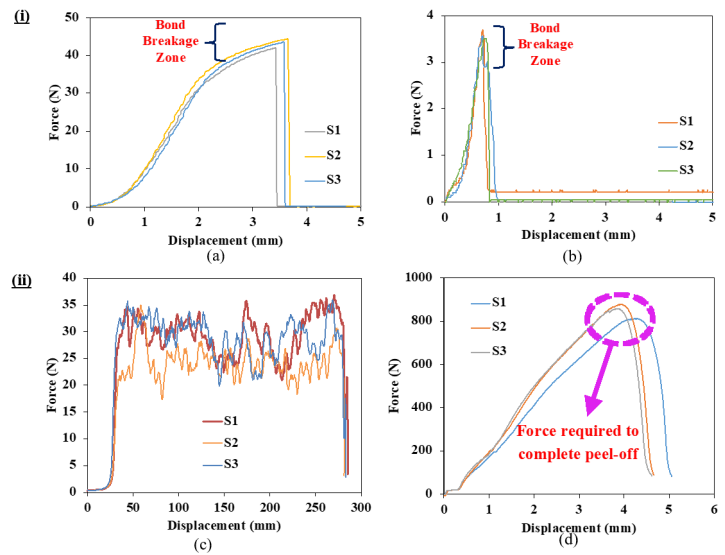 (i)
50
40
30
20
10
0
0 1 2 3 4 5
Force (N)
Displacement (mm)
Bond
Breakage
Zone
S1
S2
S3
(a)
4
3
2
1
0
0 1 2 3 4 5
Force (N)
Displacement (mm)
Bond
Breakage
Zone
S1
S2
S3
(b)
(ii)
40
35
30
25
20
15
10
5
0
0 50 100 150 200 250 300
Force (N)
Displacement (mm)
S1
S2
S3
(c)
1000
800
600
400
200
0
0 1 2 3 4 5 6
Force (N)
Displacement (mm)
S1
S2
S3
Force required to
complete peel-off
(d)